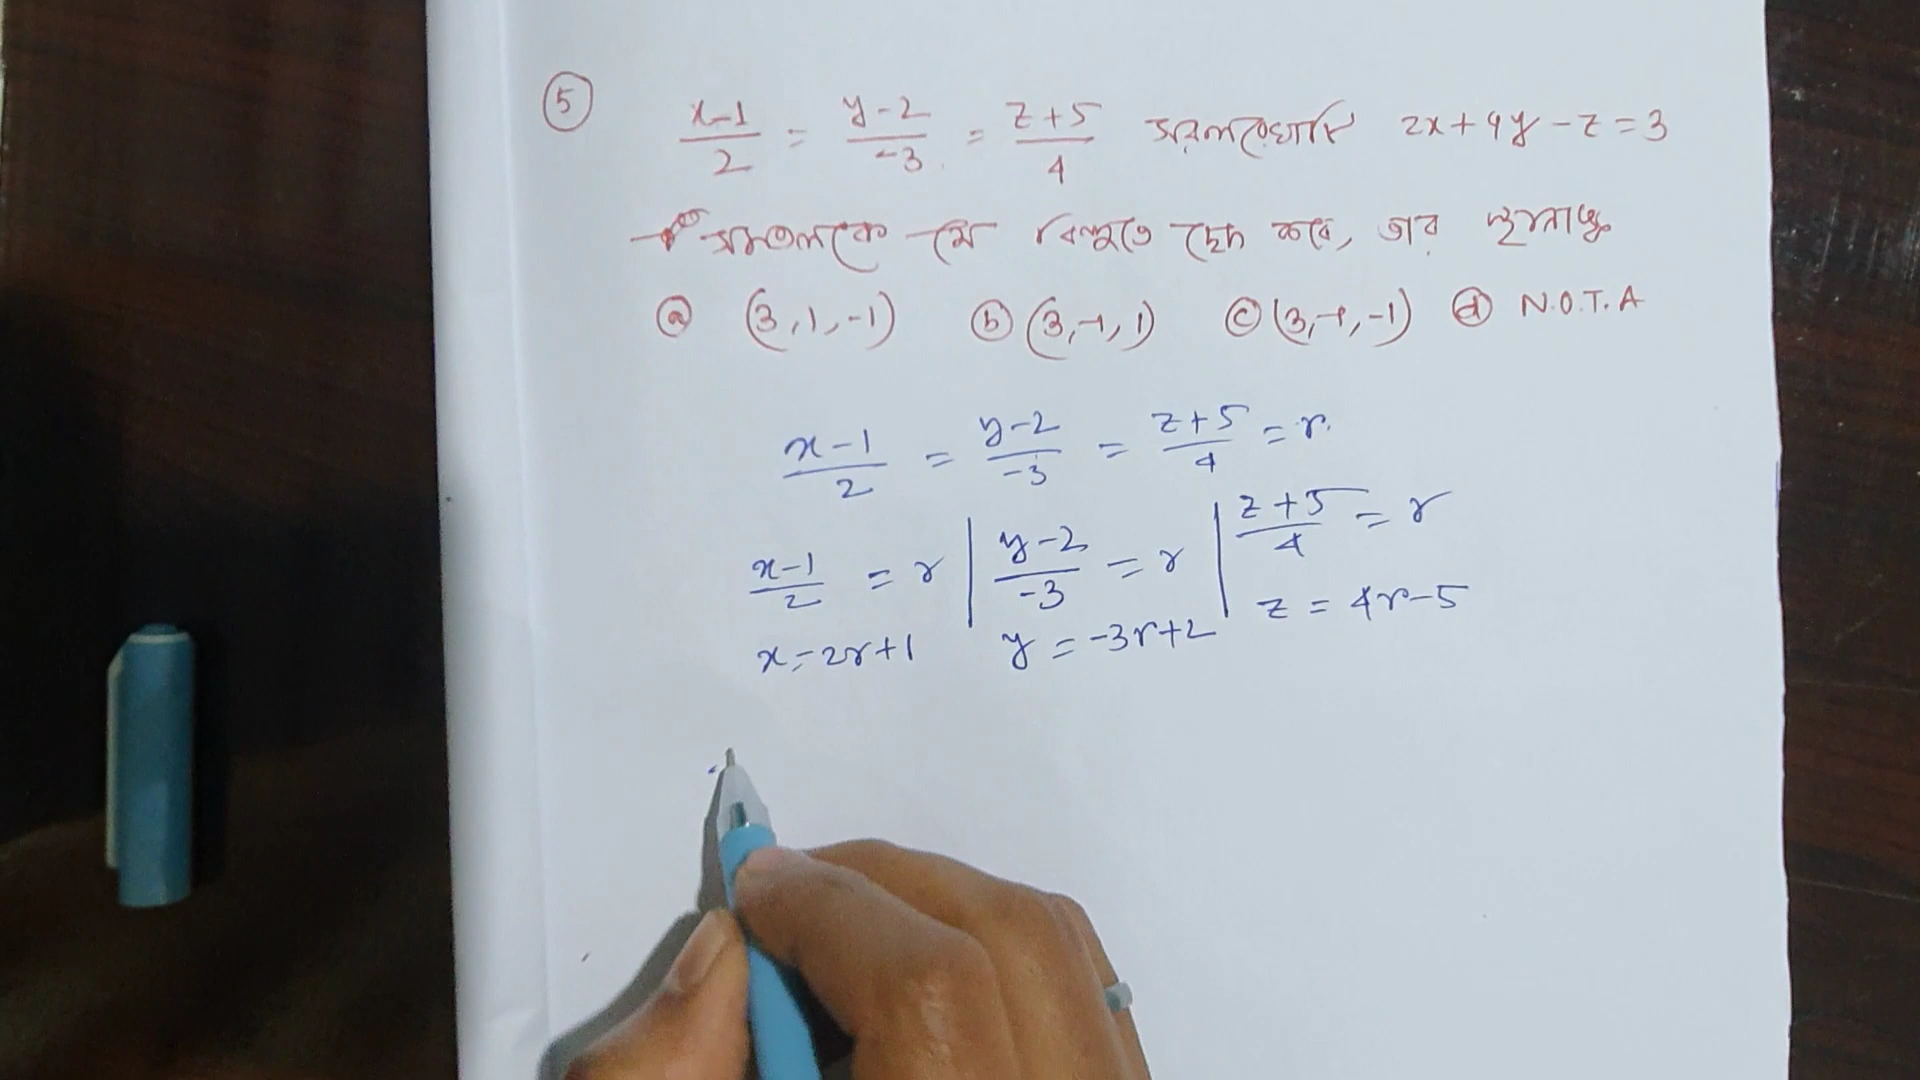 ⑤ x-1/2 = y-2/-3 = z+5/4 সরলরেখাটি 2x+4y-z=3
সমতলকে যে বিন্দুতে ছেদ করে, তার স্থানাঙ্ক
ⓐ (3,1,-1) ⓑ (3,-1,1) ⓒ (3,-1,-1) ⓓ N.O.T.A
x-1/2 = y-2/-3 = z+5/4 = r.
x-1/2 = r | y-2/-3 = r | z+5/4 = r
x=2r+1 y=-3r+2 z=4r-5